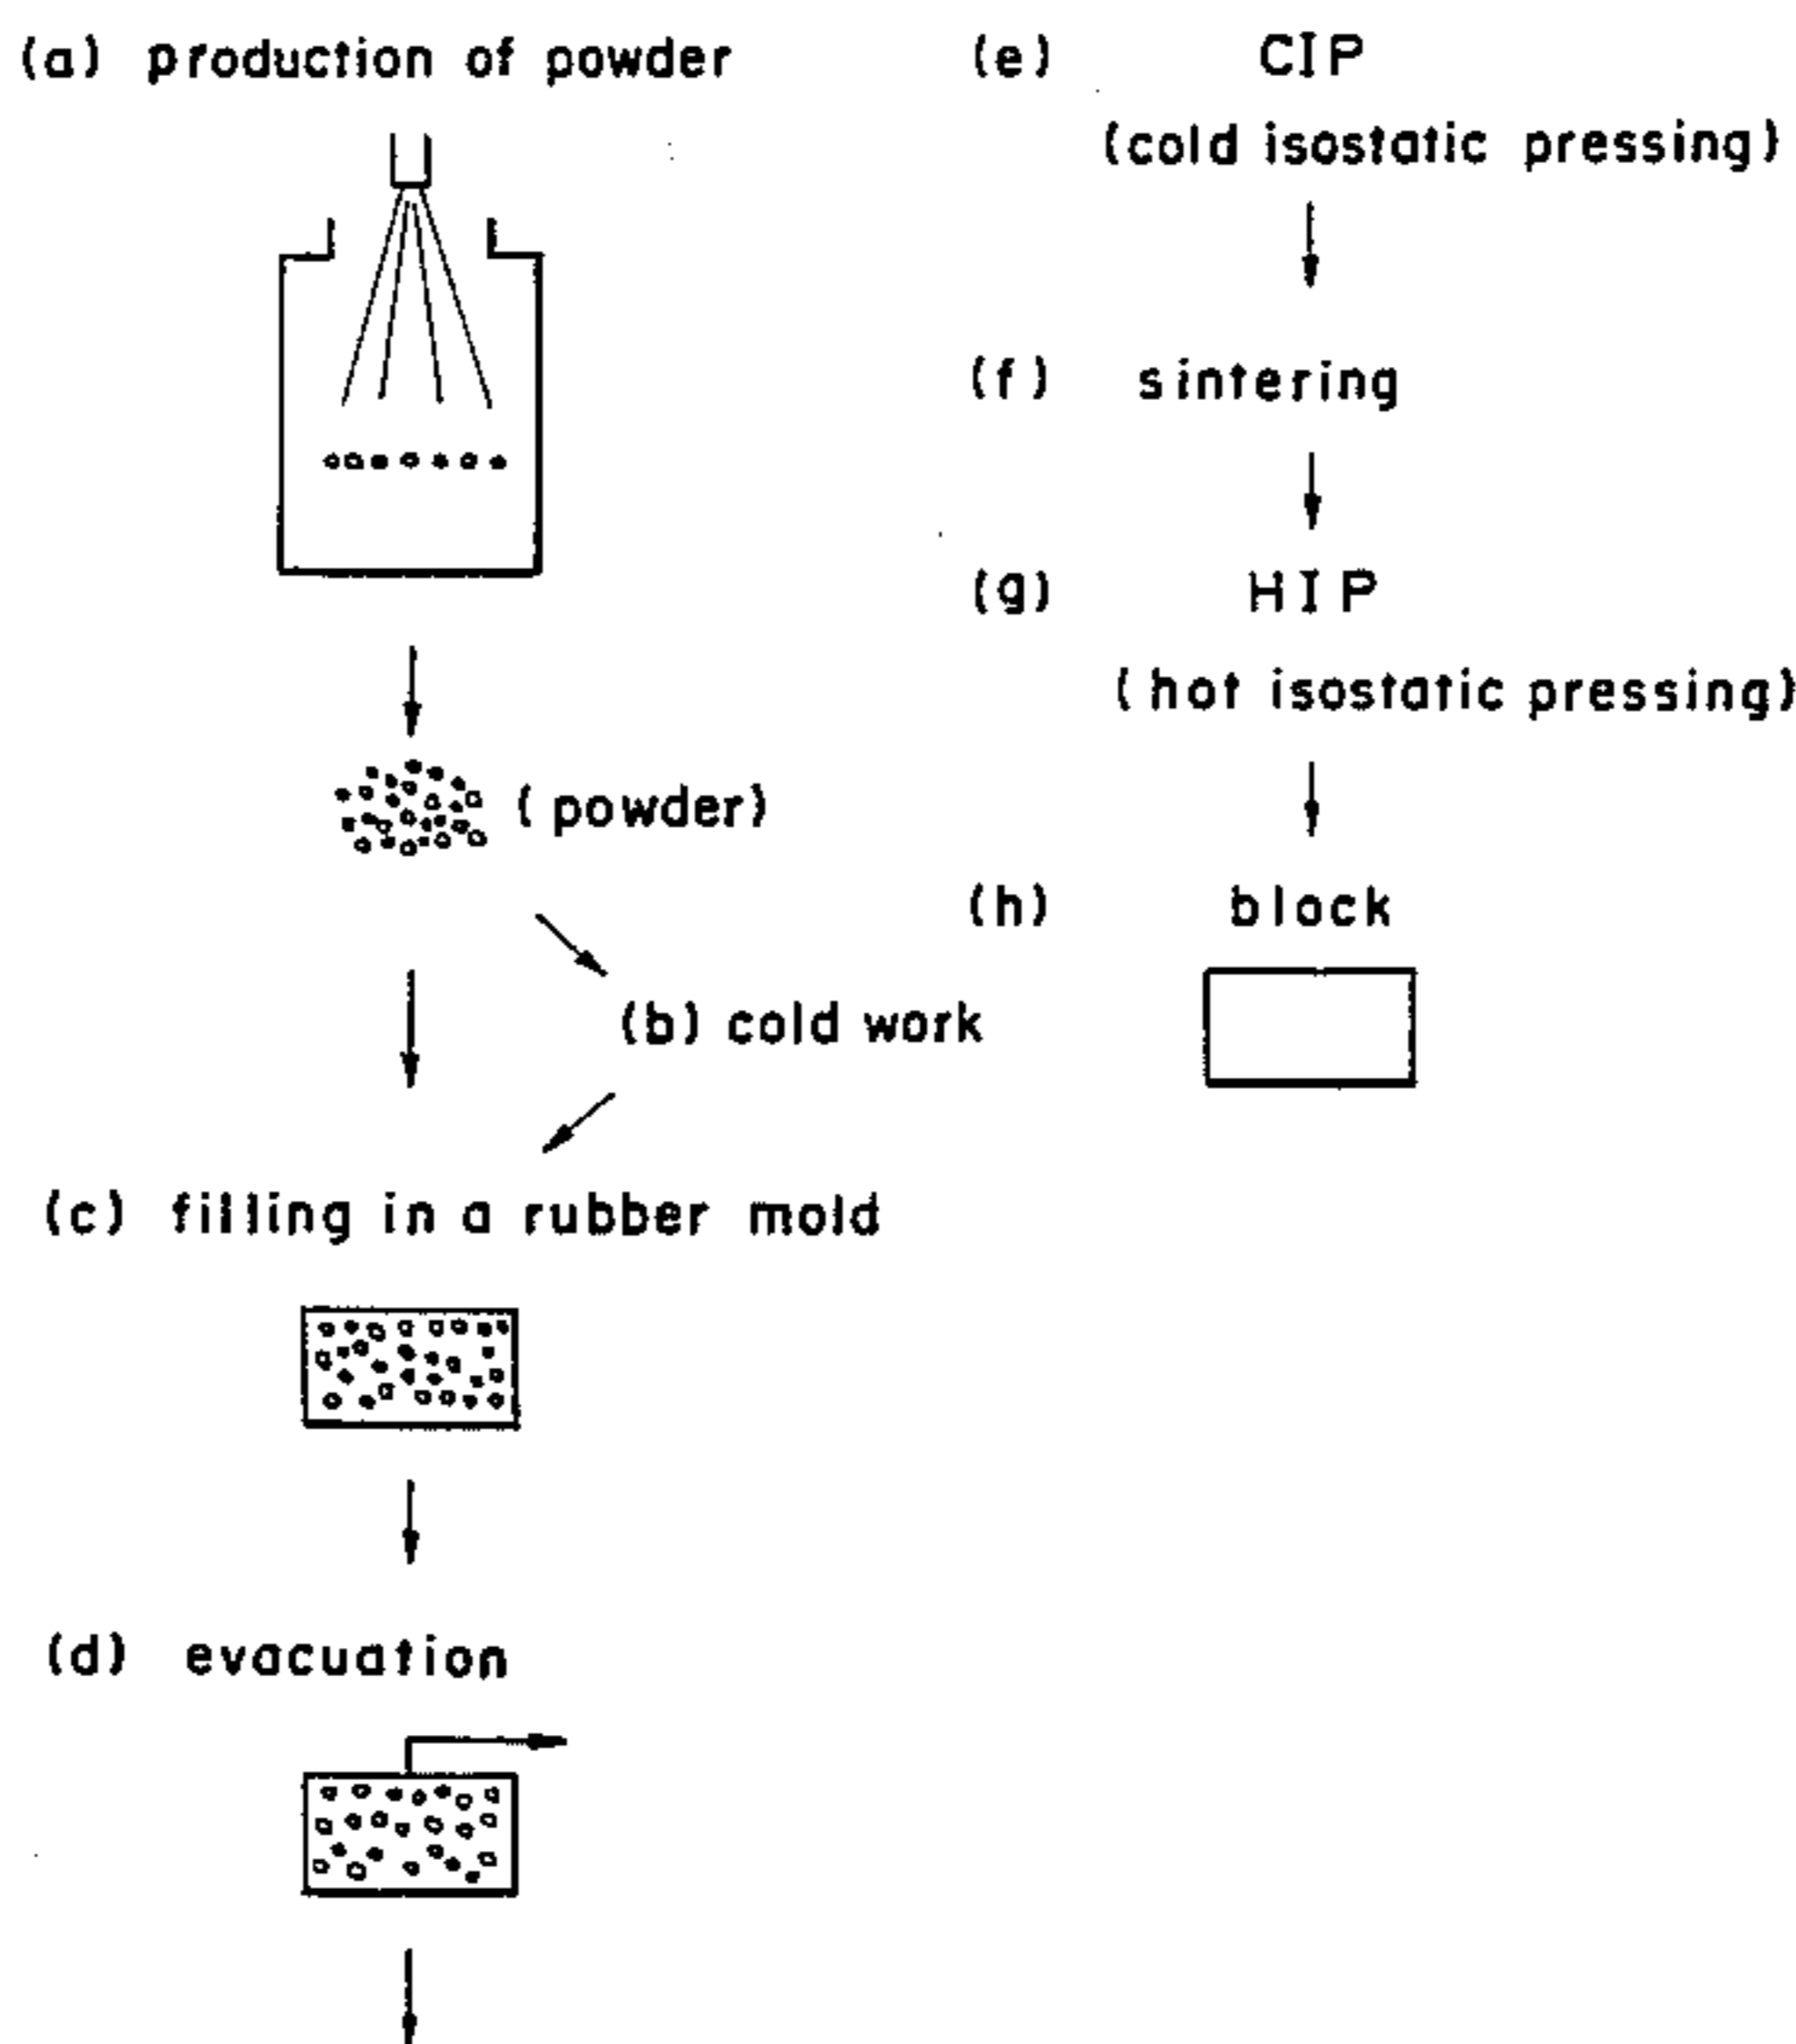 (a) production of powder
(powder)
(b) cold work
(c) filling in a rubber mold
(d) evacuation
(e) CIP
(cold isostatic pressing)
(f) sintering
(g) HIP
(hot isostatic pressing)
(h) block